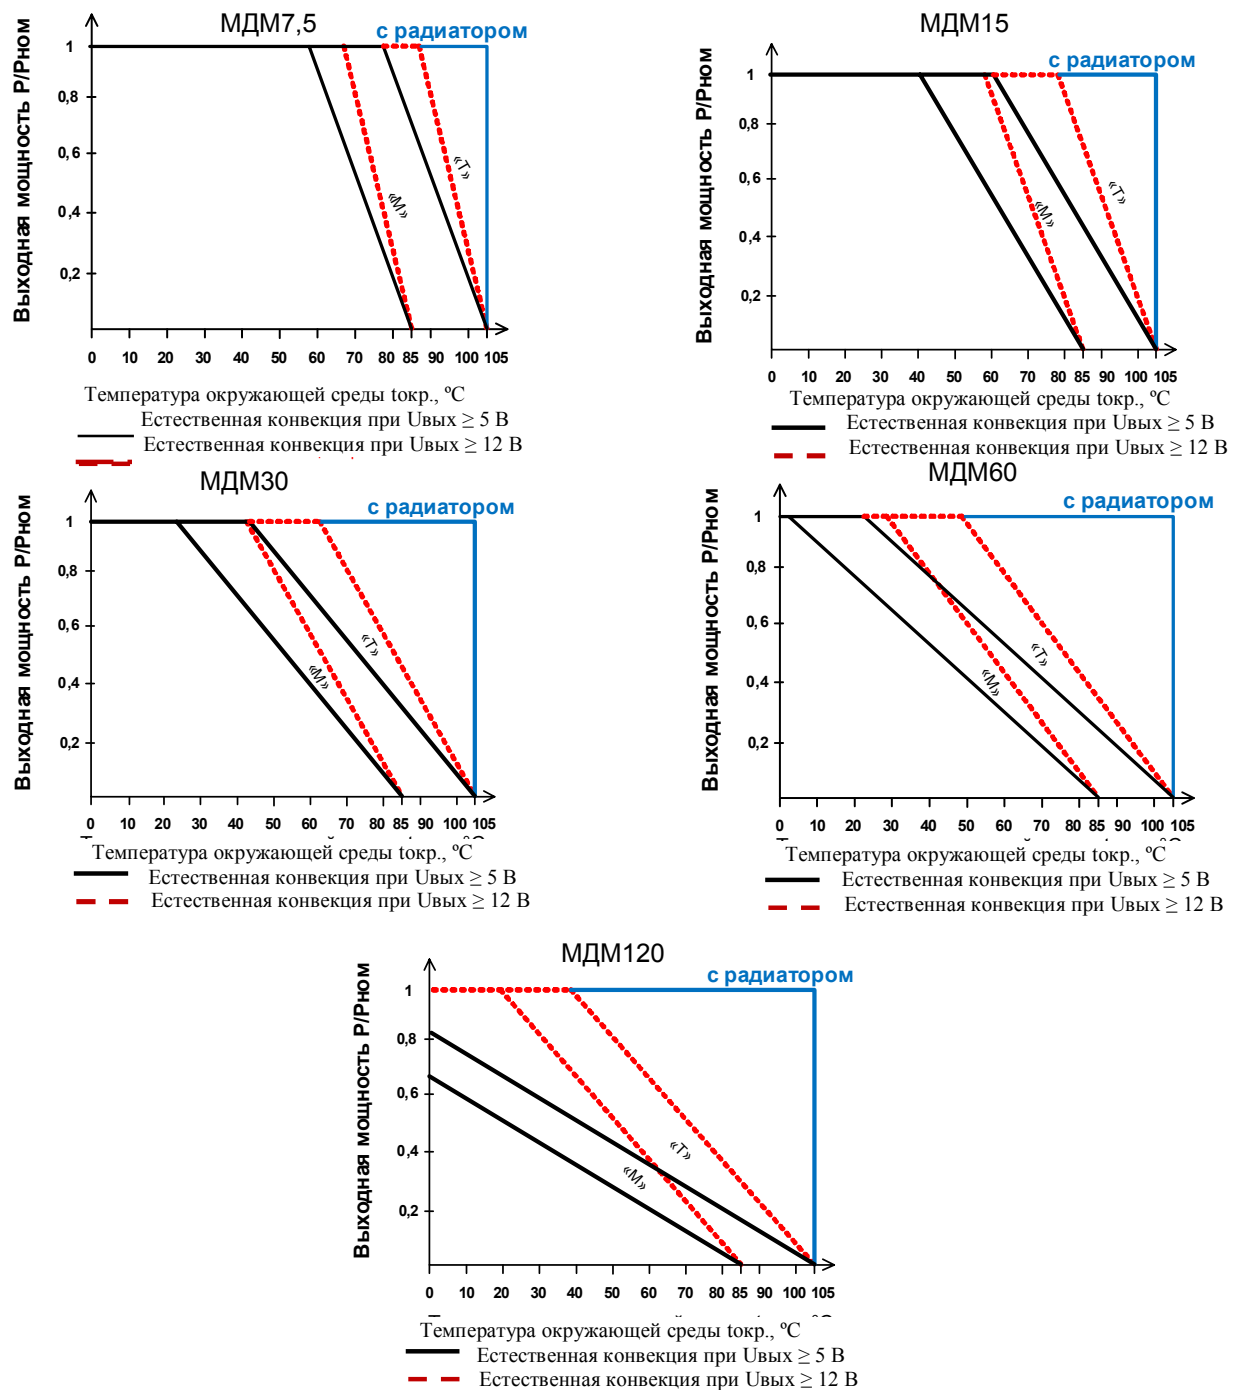 МДМ7,5
с радиатором
Выходная мощность Р/Рном
1
0,8
0,6
0,4
0,2
«М»
«Т»
0 10 20 30 40 50 60 70 80 85 90 100 105
Температура окружающей среды tокр., ºС
Естественная конвекция при Uвых ≥ 5 В
Естественная конвекция при Uвых ≥ 12 В
МДМ15
с радиатором
Выходная мощность Р/Рном
1
0,8
0,6
0,4
0,2
«М»
«Т»
0 10 20 30 40 50 60 70 80 85 90 100 105
Температура окружающей среды tокр., ºС
Естественная конвекция при Uвых ≥ 5 В
Естественная конвекция при Uвых ≥ 12 В
МДМ30
с радиатором
Выходная мощность Р/Рном
1
0,8
0,6
0,4
0,2
«М»
«Т»
0 10 20 30 40 50 60 70 80 85 90 100 105
Температура окружающей среды tокр., ºС
Естественная конвекция при Uвых ≥ 5 В
Естественная конвекция при Uвых ≥ 12 В
МДМ60
с радиатором
Выходная мощность Р/Рном
1
0,8
0,6
0,4
0,2
«М»
«Т»
0 10 20 30 40 50 60 70 80 85 90 100 105
Температура окружающей среды tокр., ºС
Естественная конвекция при Uвых ≥ 5 В
Естественная конвекция при Uвых ≥ 12 В
МДМ120
с радиатором
Выходная мощность Р/Рном
1
0,8
0,6
0,4
0,2
«М»
«Т»
0 10 20 30 40 50 60 70 80 85 90 100 105
Температура окружающей среды tокр., ºС
Естественная конвекция при Uвых ≥ 5 В
Естественная конвекция при Uвых ≥ 12 В